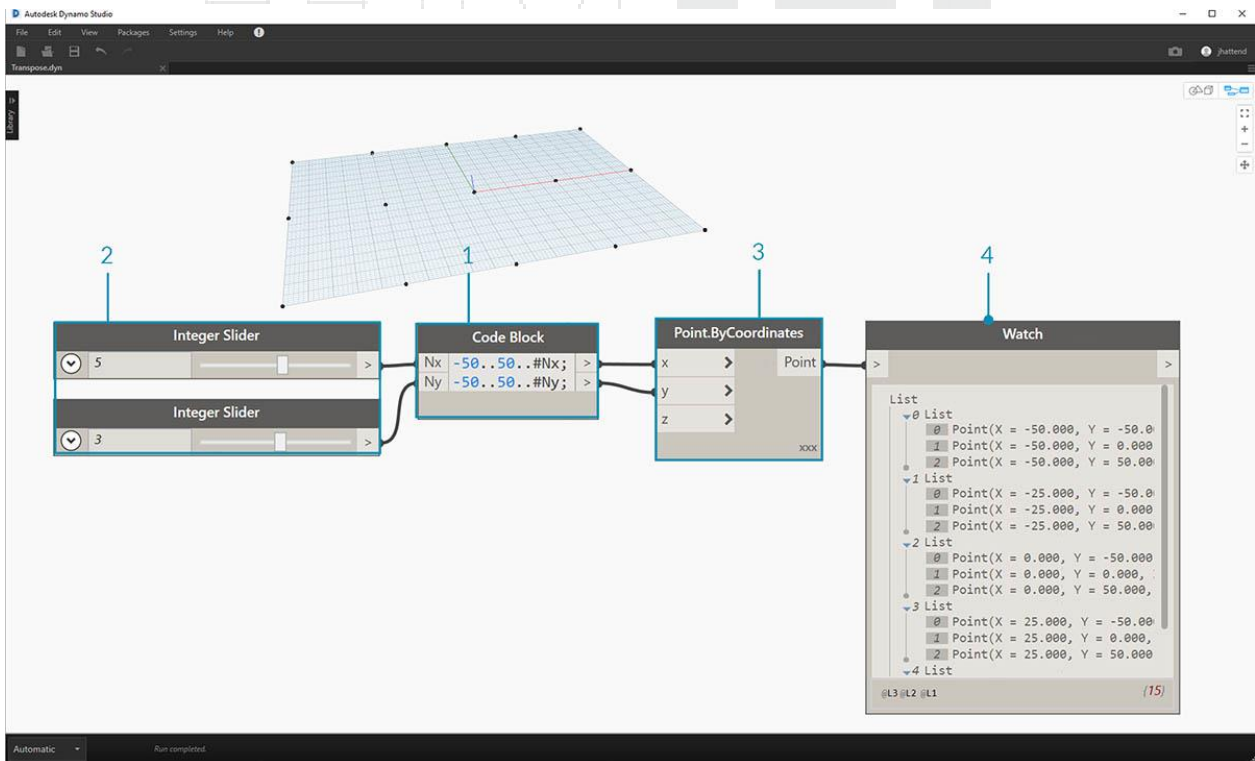 Autodesk Dynamo Studio
File Edit View Packages Settings Help
jhattend
Transpose.dyn
Library
2
1
3
4
Integer Slider
5
Integer Slider
3
Code Block
Nx -50..50..#Nx; >
Ny -50..50..#Ny; >
Point.ByCoordinates
x Point
y
z
xxx
Watch
> >
List
0 List
0 Point(X = -50.000, Y = -50.0
1 Point(X = -50.000, Y = 0.000
2 Point(X = -50.000, Y = 50.00
1 List
0 Point(X = -25.000, Y = -50.0
1 Point(X = -25.000, Y = 0.000
2 Point(X = -25.000, Y = 50.00
2 List
0 Point(X = 0.000, Y = -50.000
1 Point(X = 0.000, Y = 0.000,
2 Point(X = 0.000, Y = 50.000,
3 List
0 Point(X = 25.000, Y = -50.00
1 Point(X = 25.000, Y = 0.000,
2 Point(X = 25.000, Y = 50.000
4 List
@L3 @L2 @L1 {15}
Automatic Run completed.